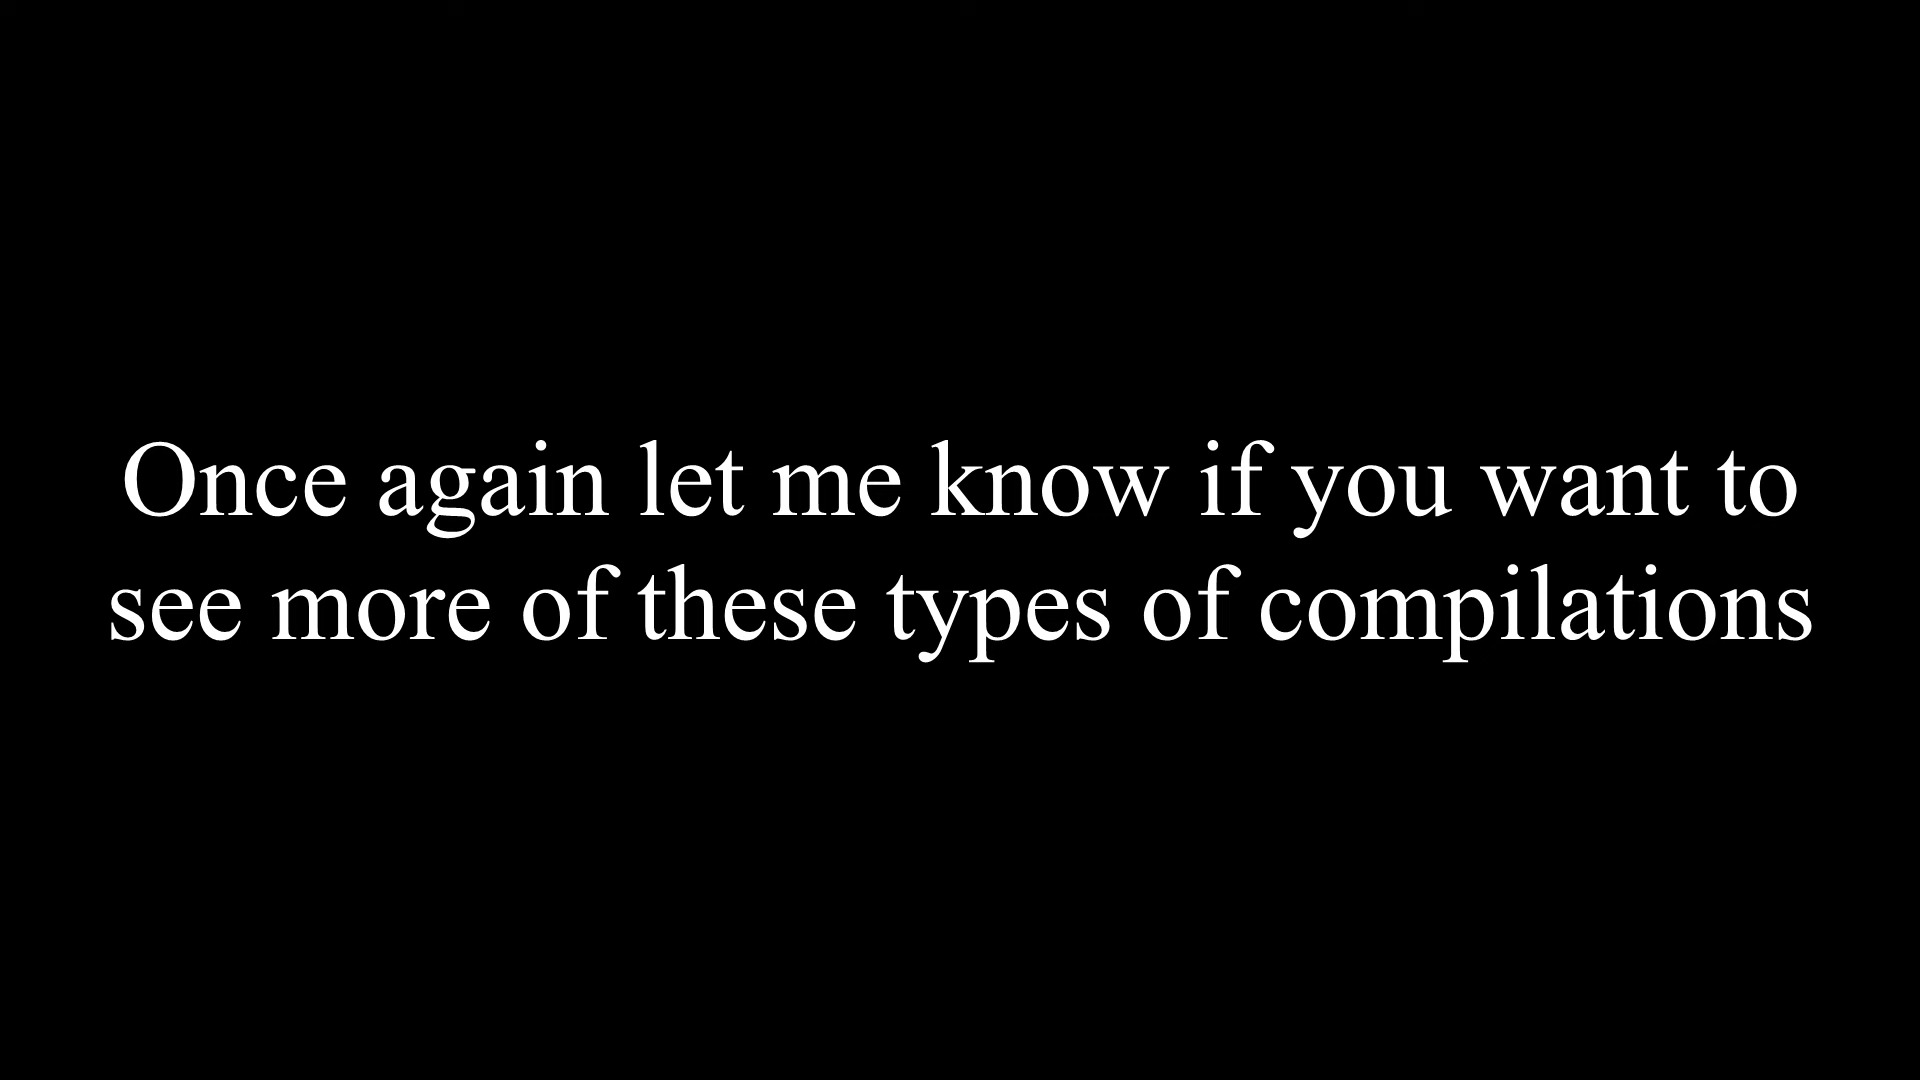 Once again let me know if you want to
see more of these types of compilations